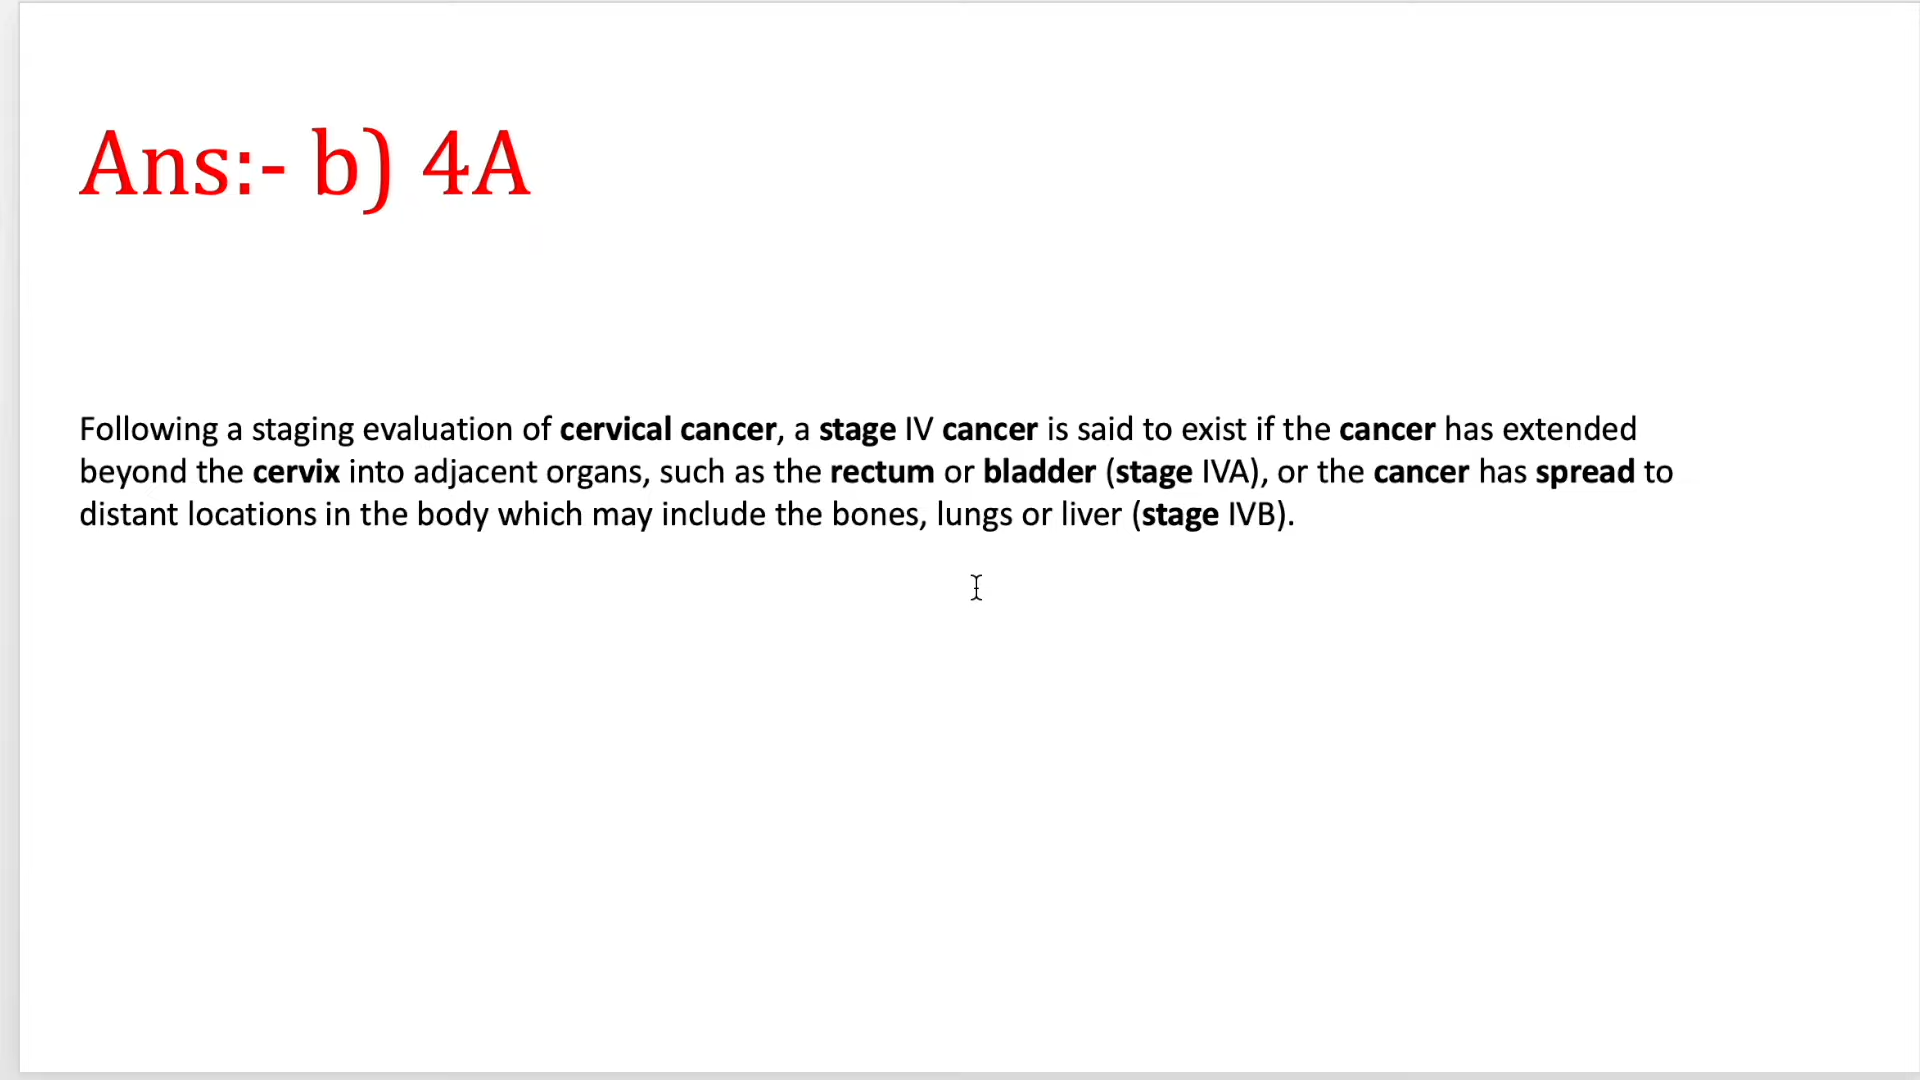 Ans:- b) 4A
Following a staging evaluation of cervical cancer, a stage IV cancer is said to exist if the cancer has extended
beyond the cervix into adjacent organs, such as the rectum or bladder (stage IVA), or the cancer has spread to
distant locations in the body which may include the bones, lungs or liver (stage IVB).